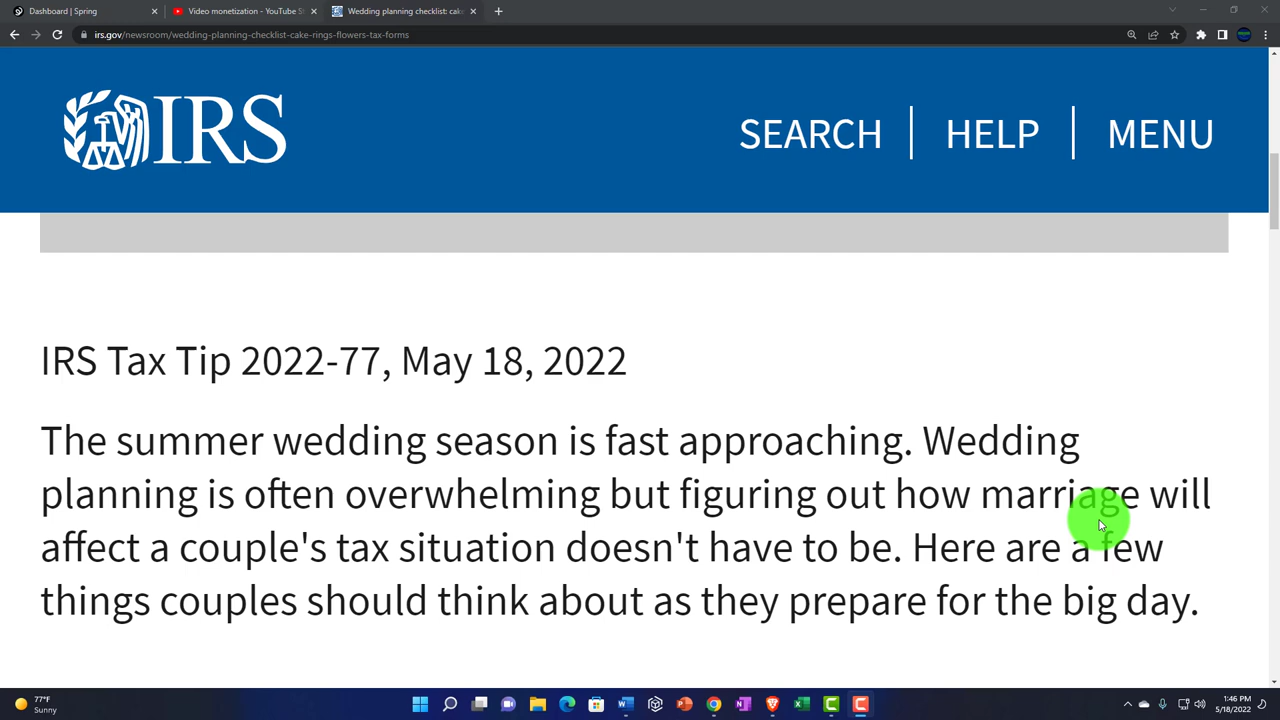 Dashboard | Spring
Video monetization - YouTube St
Wedding planning checklist: cake
irs.gov/newsroom/wedding-planning-checklist-cake-rings-flowers-tax-forms
IRS
SEARCH
HELP
MENU
IRS Tax Tip 2022-77, May 18, 2022
The summer wedding season is fast approaching. Wedding
planning is often overwhelming but figuring out how marriage will
affect a couple's tax situation doesn't have to be. Here are a few
things couples should think about as they prepare for the big day.
77°F
Sunny
1:46 PM
5/18/2022